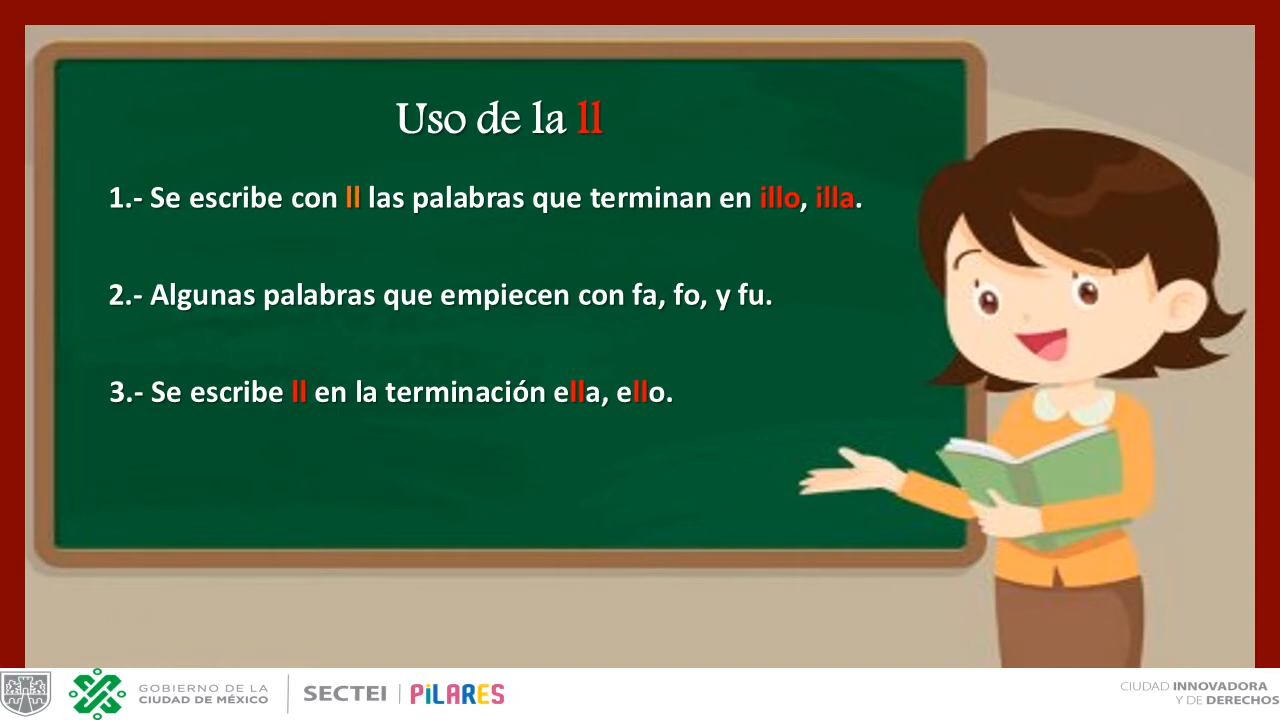 Uso de la ll
1.- Se escribe con ll las palabras que terminan en illo, illa.
2.- Algunas palabras que empiecen con fa, fo, y fu.
3.- Se escribe ll en la terminación ella, ello.
GOBIERNO DE LA
CIUDAD DE MÉXICO
SECTEI
PiLARES
CIUDAD INNOVADORA
Y DE DERECHOS